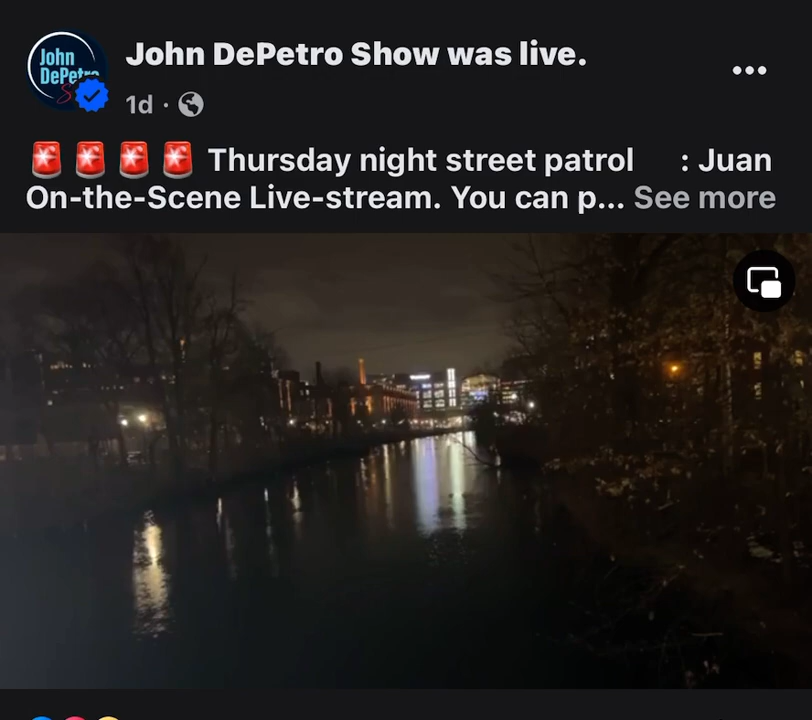 John
DePetro
John DePetro Show was live.
1d ·
Thursday night street patrol : Juan
On-the-Scene Live-stream. You can p... See more